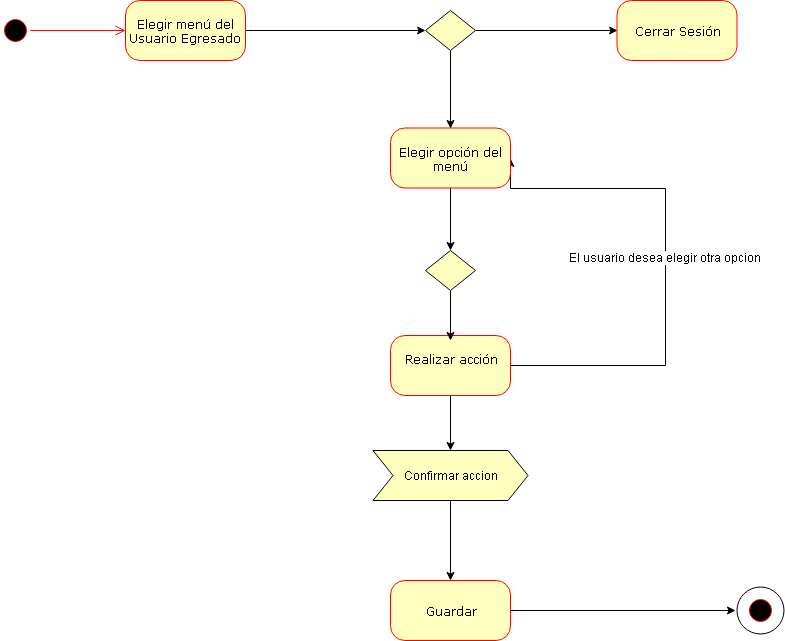 Elegir menú del
Usuario Egresado
Cerrar Sesión
Elegir opción del
menú
El usuario desea elegir otra opcion
Realizar acción
Confirmar accion
Guardar